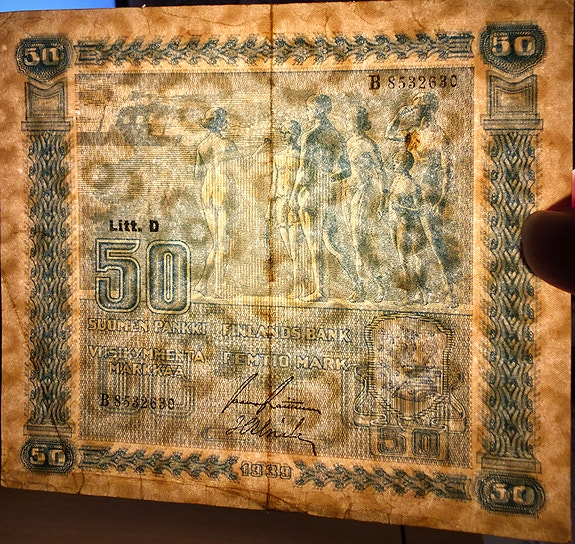 50 50
B 8532630
Litt. D
50
SUOMEN PANKKI FINLANDS BANK
VIISIKYMMENTÄ MARKKAA
FEMTIO MARK
B 8532630
50
50 1939 50